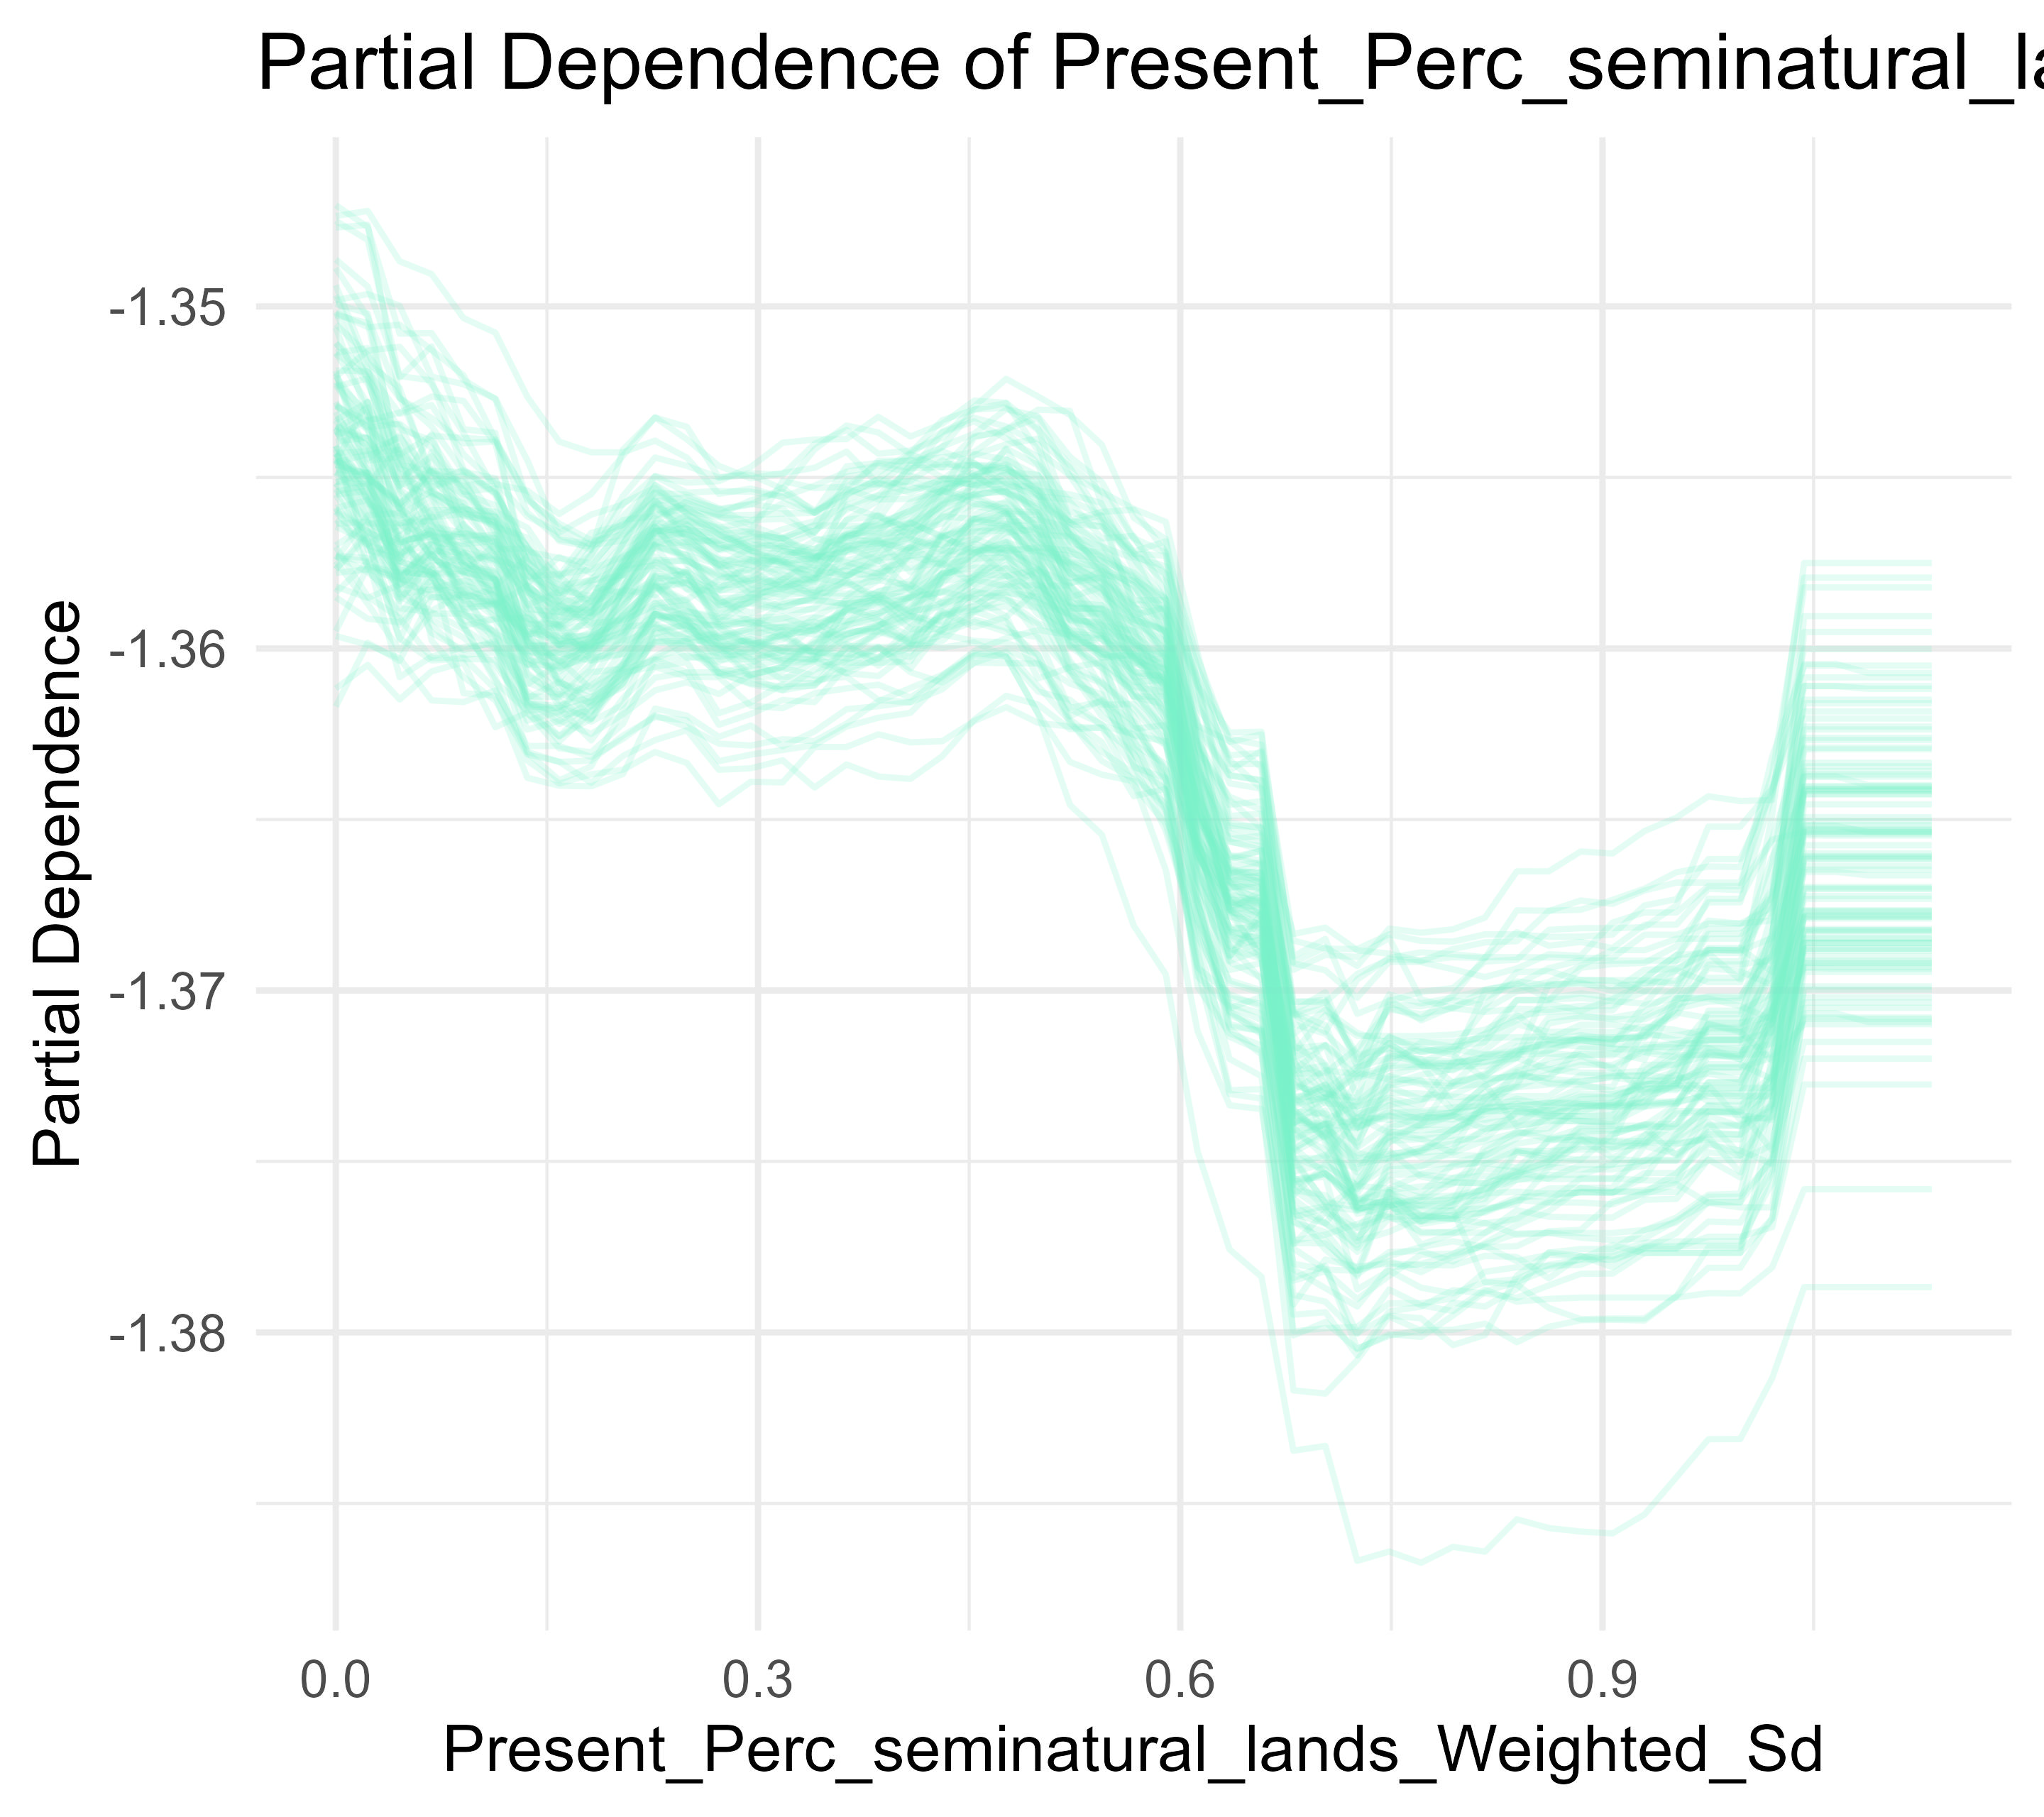 Partial Dependence of Present_Perc_seminatural_la
Partial Dependence
-1.35
-1.36
-1.37
-1.38
0.0 0.3 0.6 0.9
Present_Perc_seminatural_lands_Weighted_Sd